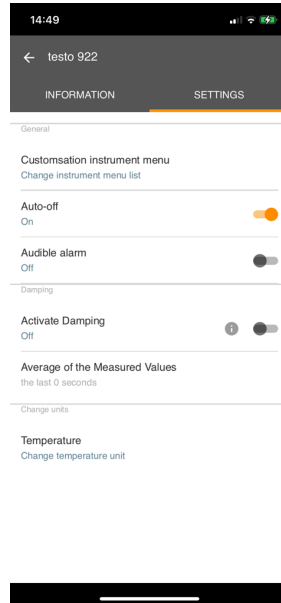 14:49
testo 922
INFORMATION
SETTINGS
General
Customsation instrument menu
Change instrument menu list
Auto-off
On
Audible alarm
Off
Damping
Activate Damping
Off
Average of the Measured Values
the last 0 seconds
Change units
Temperature
Change temperature unit